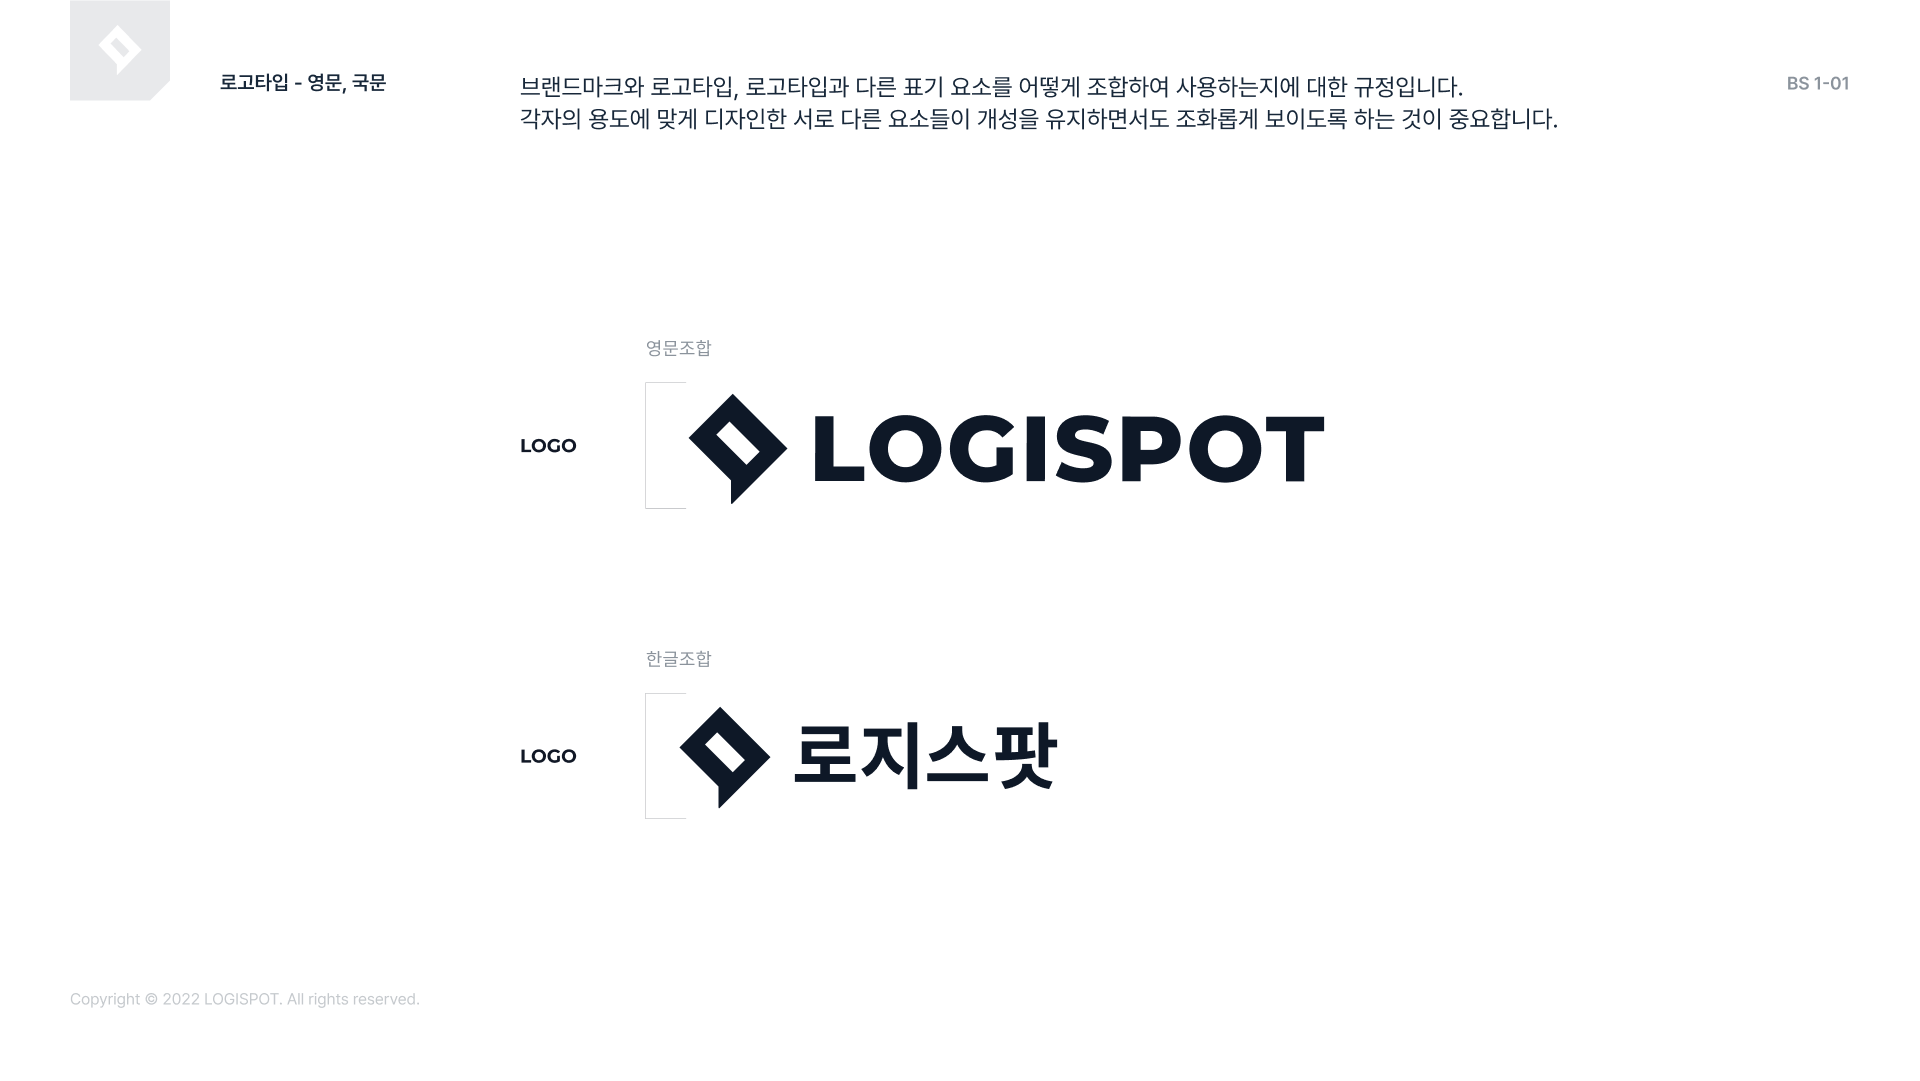 로고타입 - 영문, 국문
브랜드마크와 로고타입, 로고타입과 다른 표기 요소를 어떻게 조합하여 사용하는지에 대한 규정입니다.
각자의 용도에 맞게 디자인한 서로 다른 요소들이 개성을 유지하면서도 조화롭게 보이도록 하는 것이 중요합니다.
BS 1-01
영문조합
LOGO
LOGISPOT
한글조합
LOGO
로지스팟
Copyright © 2022 LOGISPOT. All rights reserved.